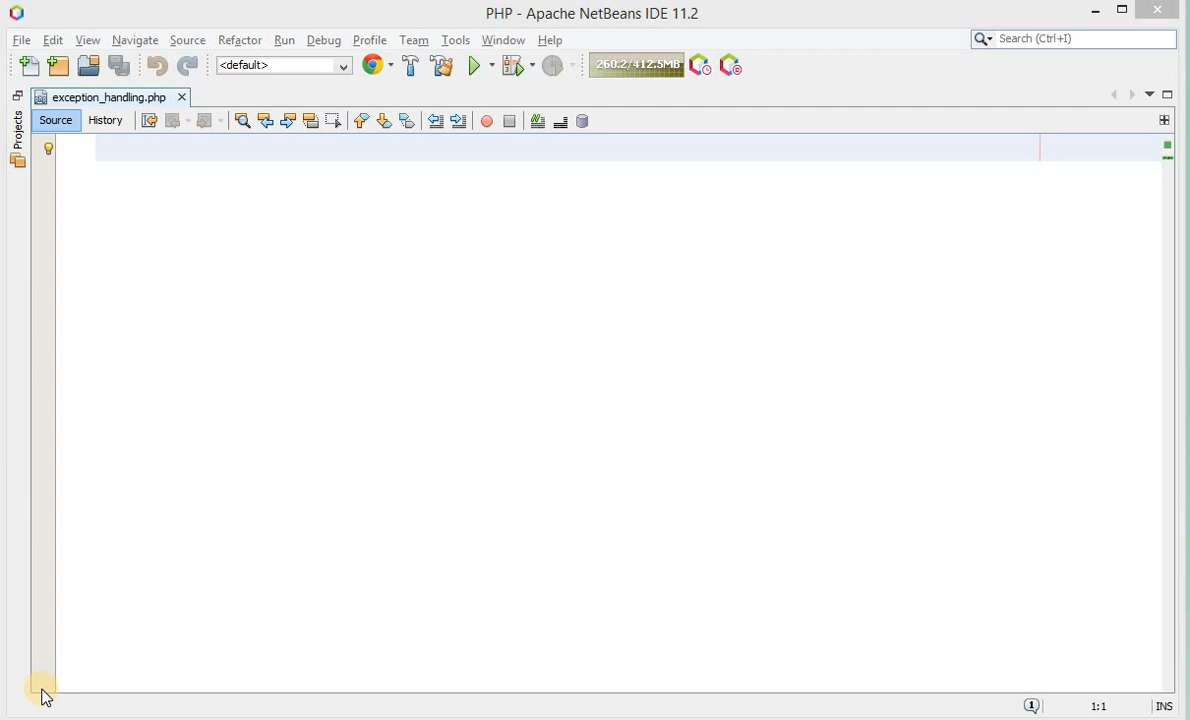 PHP - Apache NetBeans IDE 11.2
File Edit View Navigate Source Refactor Run Debug Profile Team Tools Window Help
Search (Ctrl+I)
<default>
260.2/412.5MB
exception_handling.php
Projects
Source History
1:1 INS